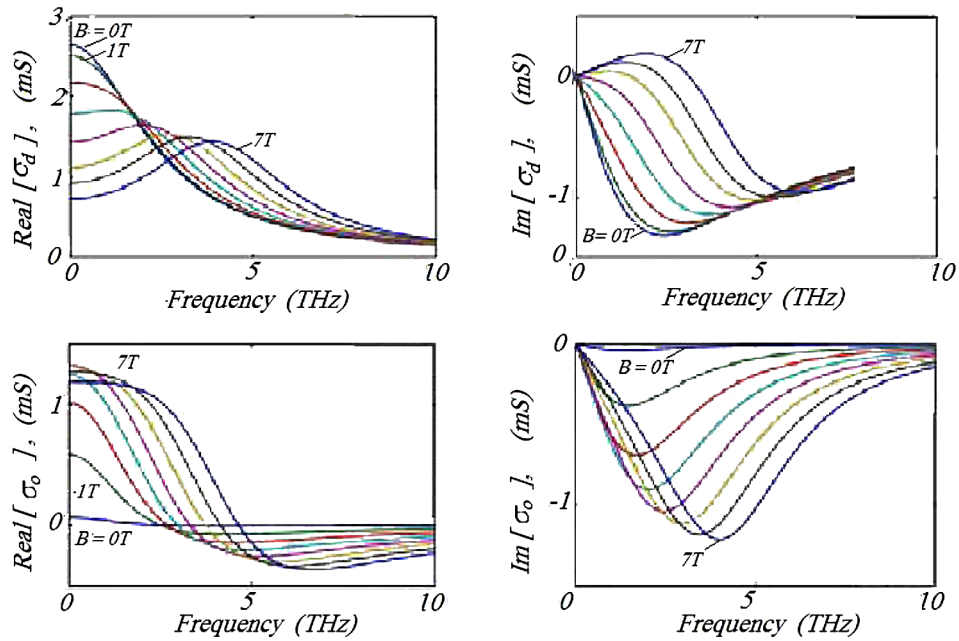 3
2
1
0
B = 0T
1T
7T
0 5 10
Frequency (THz)
Real [σd], (mS)
0
-1
0
7T
B = 0T
0 5 10
Frequency (THz)
Im [σd], (mS)
1
0
7T
1T
B = 0T
0 5 10
Frequency (THz)
Real [σo], (mS)
0
-1
B = 0T
7T
0 5 10
Frequency (THz)
Im [σo], (mS)